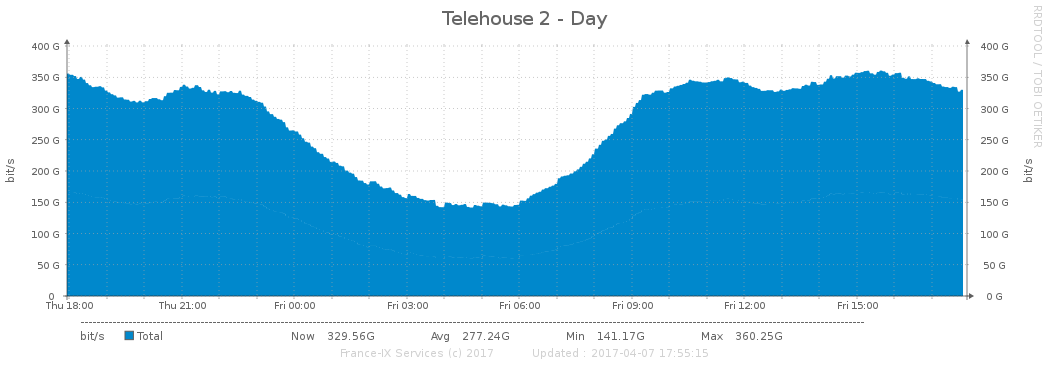 Telehouse 2 - Day
RRDTOOL / TOBI OETIKER
bit/s
400 G
350 G
300 G
250 G
200 G
150 G
100 G
50 G
0
400 G
350 G
300 G
250 G
200 G
150 G
100 G
50 G
0 G
bit/s
Thu 18:00 Thu 21:00 Fri 00:00 Fri 03:00 Fri 06:00 Fri 09:00 Fri 12:00 Fri 15:00
bit/s Total Now 329.56G Avg 277.24G Min 141.17G Max 360.25G
France-IX Services (c) 2017 Updated : 2017-04-07 17:55:15